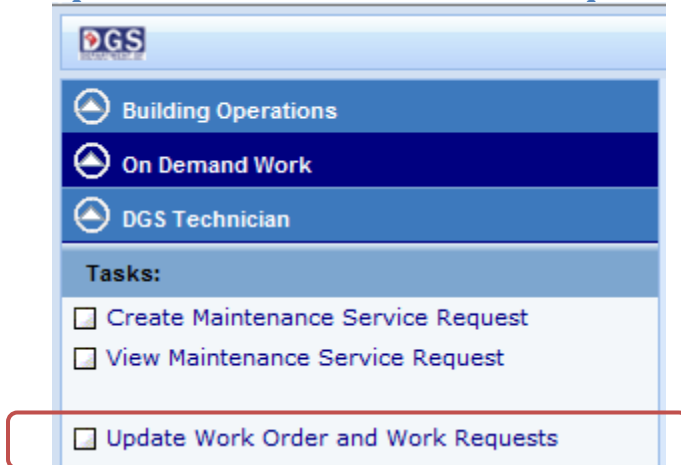 DGS
Building Operations
On Demand Work
DGS Technician
Tasks:
Create Maintenance Service Request
View Maintenance Service Request
Update Work Order and Work Requests